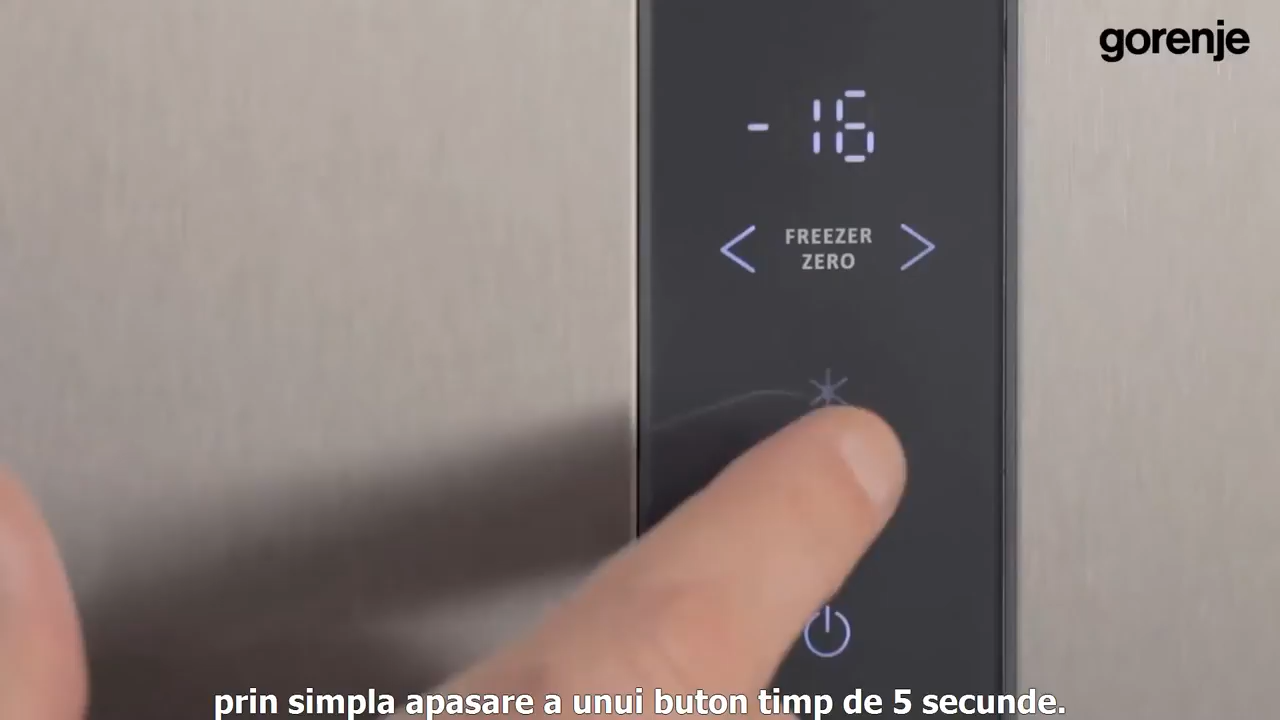 gorenje
- 16
FREEZER
ZERO
prin simpla apasare a unui buton timp de 5 secunde.